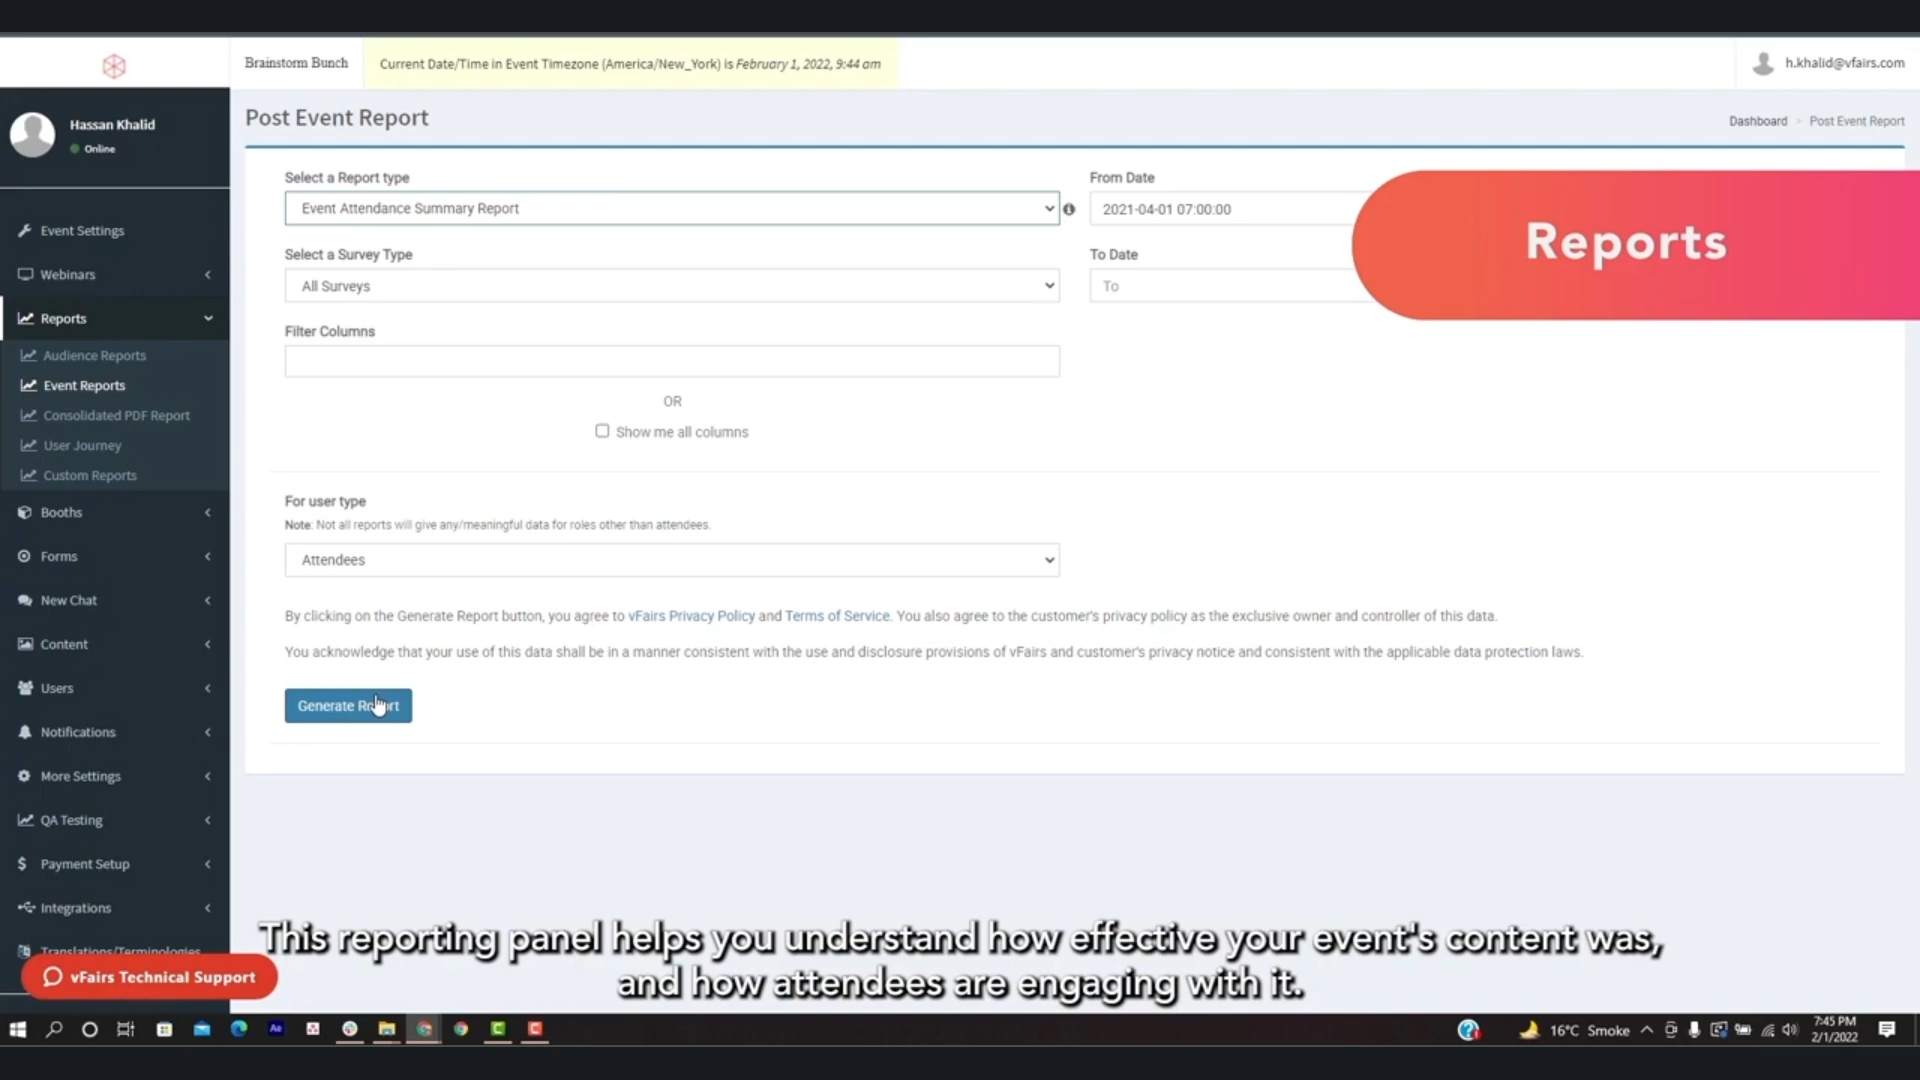 Brainstorm Bunch
Current Date/Time in Event Timezone (America/New_York) is February 1, 2022, 9:44 am
h.khalid@vfairs.com
Hassan Khalid
Online
Post Event Report
Dashboard > Post Event Report
Event Settings
Webinars
Reports
Audience Reports
Event Reports
Consolidated PDF Report
User Journey
Custom Reports
Booths
Forms
New Chat
Content
Users
Notifications
More Settings
QA Testing
Payment Setup
Integrations
Translations/Terminologies
vFairs Technical Support
Select a Report type
Event Attendance Summary Report
From Date
2021-04-01 07:00:00
Select a Survey Type
All Surveys
To Date
To
Reports
Filter Columns
OR
Show me all columns
For user type
Note: Not all reports will give any/meaningful data for roles other than attendees.
Attendees
By clicking on the Generate Report button, you agree to vFairs Privacy Policy and Terms of Service. You also agree to the customer's privacy policy as the exclusive owner and controller of this data.
You acknowledge that your use of this data shall be in a manner consistent with the use and disclosure provisions of vFairs and customer's privacy notice and consistent with the applicable data protection laws.
Generate Report
This reporting panel helps you understand how effective your event's content was,
and how attendees are engaging with it.
Ae
16°C Smoke
7:45 PM
2/1/2022